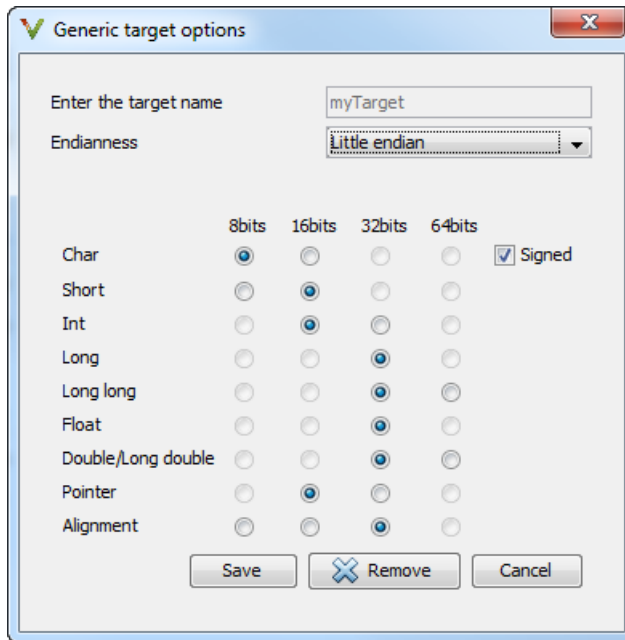 Generic target options
Enter the target name myTarget
Endianness Little endian
8bits 16bits 32bits 64bits
Char Signed
Short
Int
Long
Long long
Float
Double/Long double
Pointer
Alignment
Save Remove Cancel